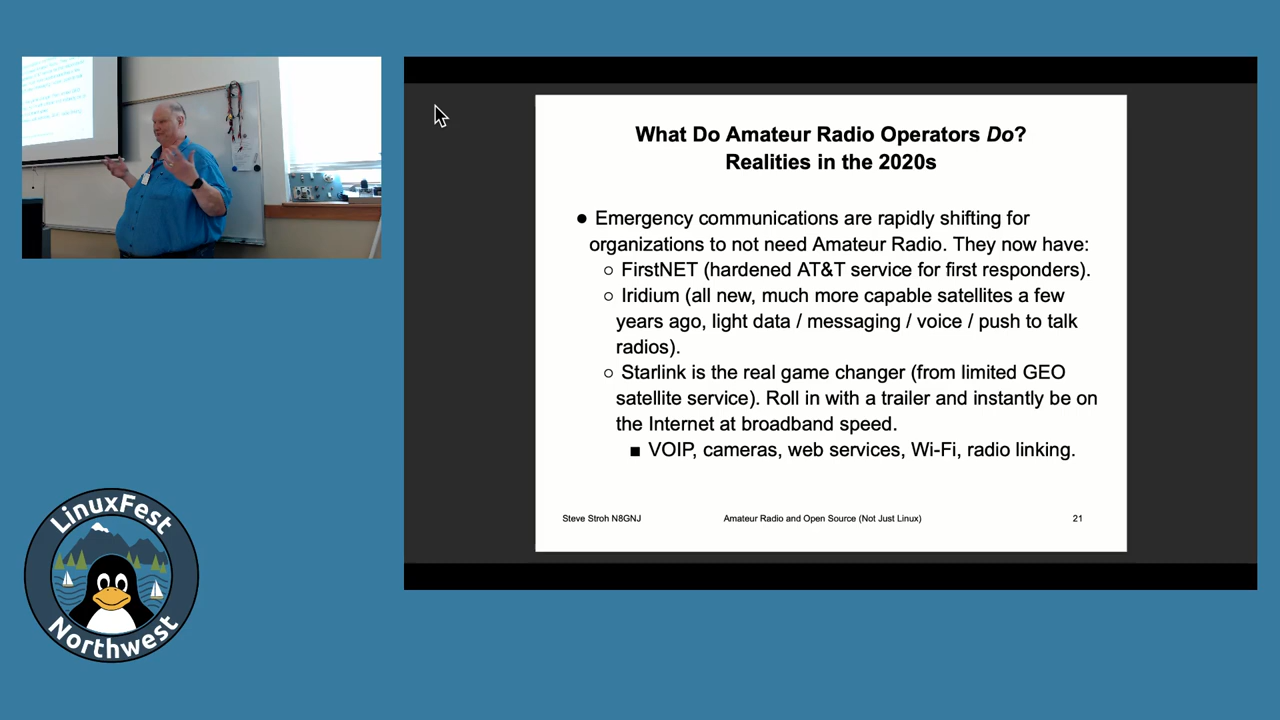 What Do Amateur Radio Operators Do?
Realities in the 2020s
● Emergency communications are rapidly shifting for
organizations to not need Amateur Radio. They now have:
○ FirstNET (hardened AT&T service for first responders).
○ Iridium (all new, much more capable satellites a few
years ago, light data / messaging / voice / push to talk
radios).
○ Starlink is the real game changer (from limited GEO
satellite service). Roll in with a trailer and instantly be on
the Internet at broadband speed.
■ VOIP, cameras, web services, Wi-Fi, radio linking.
Steve Stroh N8GNJ
Amateur Radio and Open Source (Not Just Linux)
21
LinuxFest
Northwest